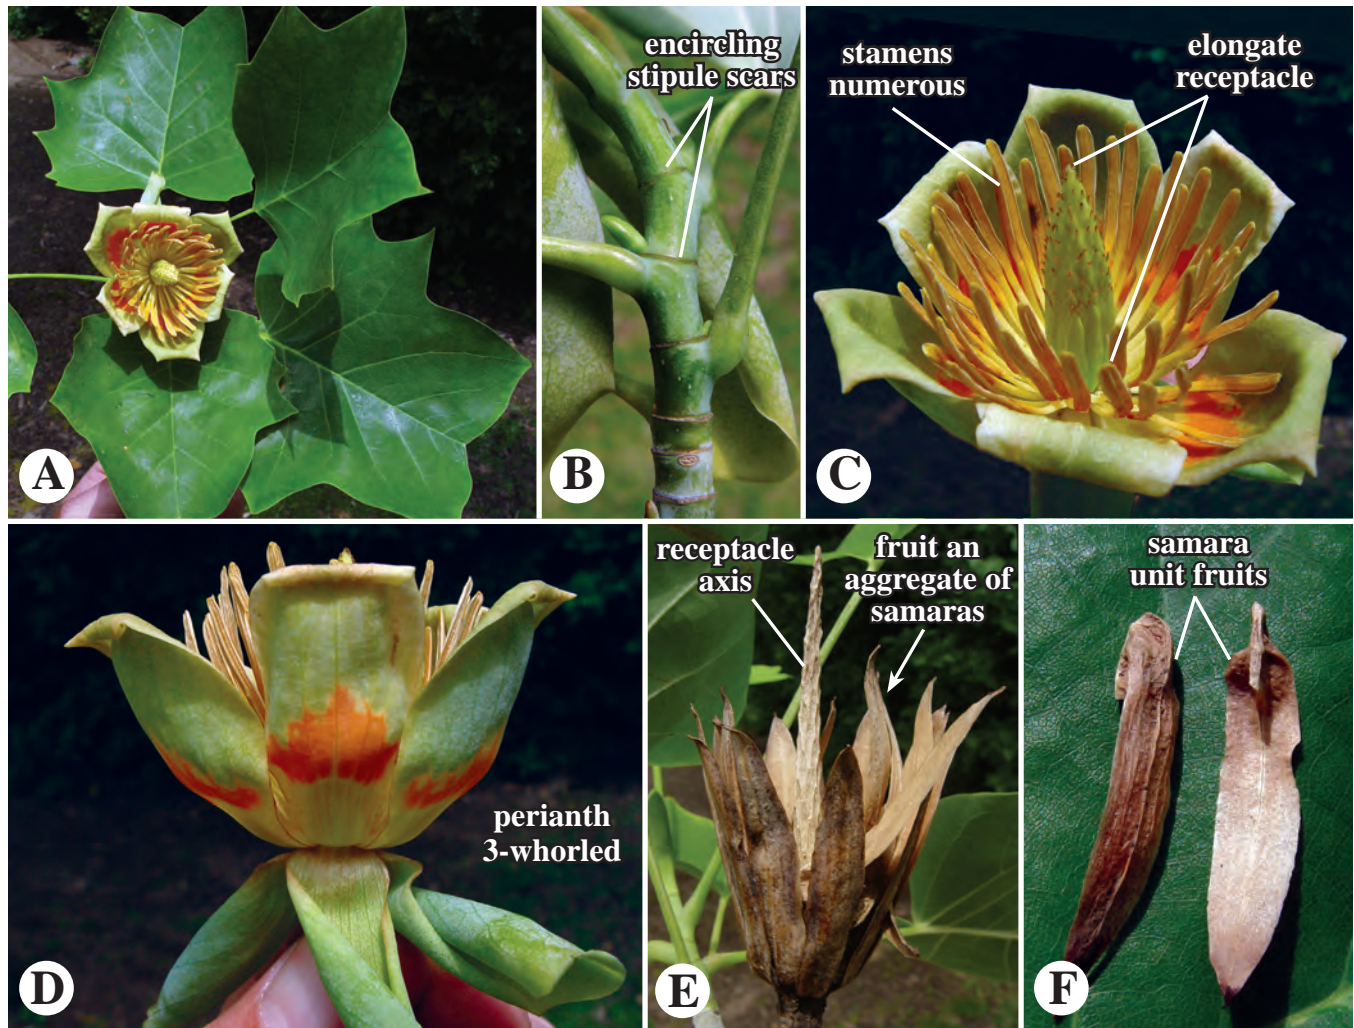 A
encircling
stipule scars
B
stamens
numerous
elongate
receptacle
C
perianth
3-whorled
D
receptacle
axis
fruit an
aggregate of
samaras
E
samara
unit fruits
F